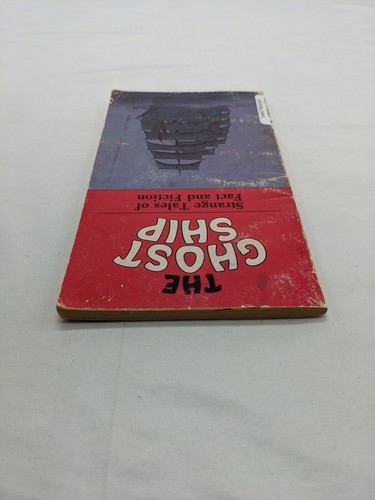 THE
GHOST
SHIP
Strange Tales of
Fact and Fiction